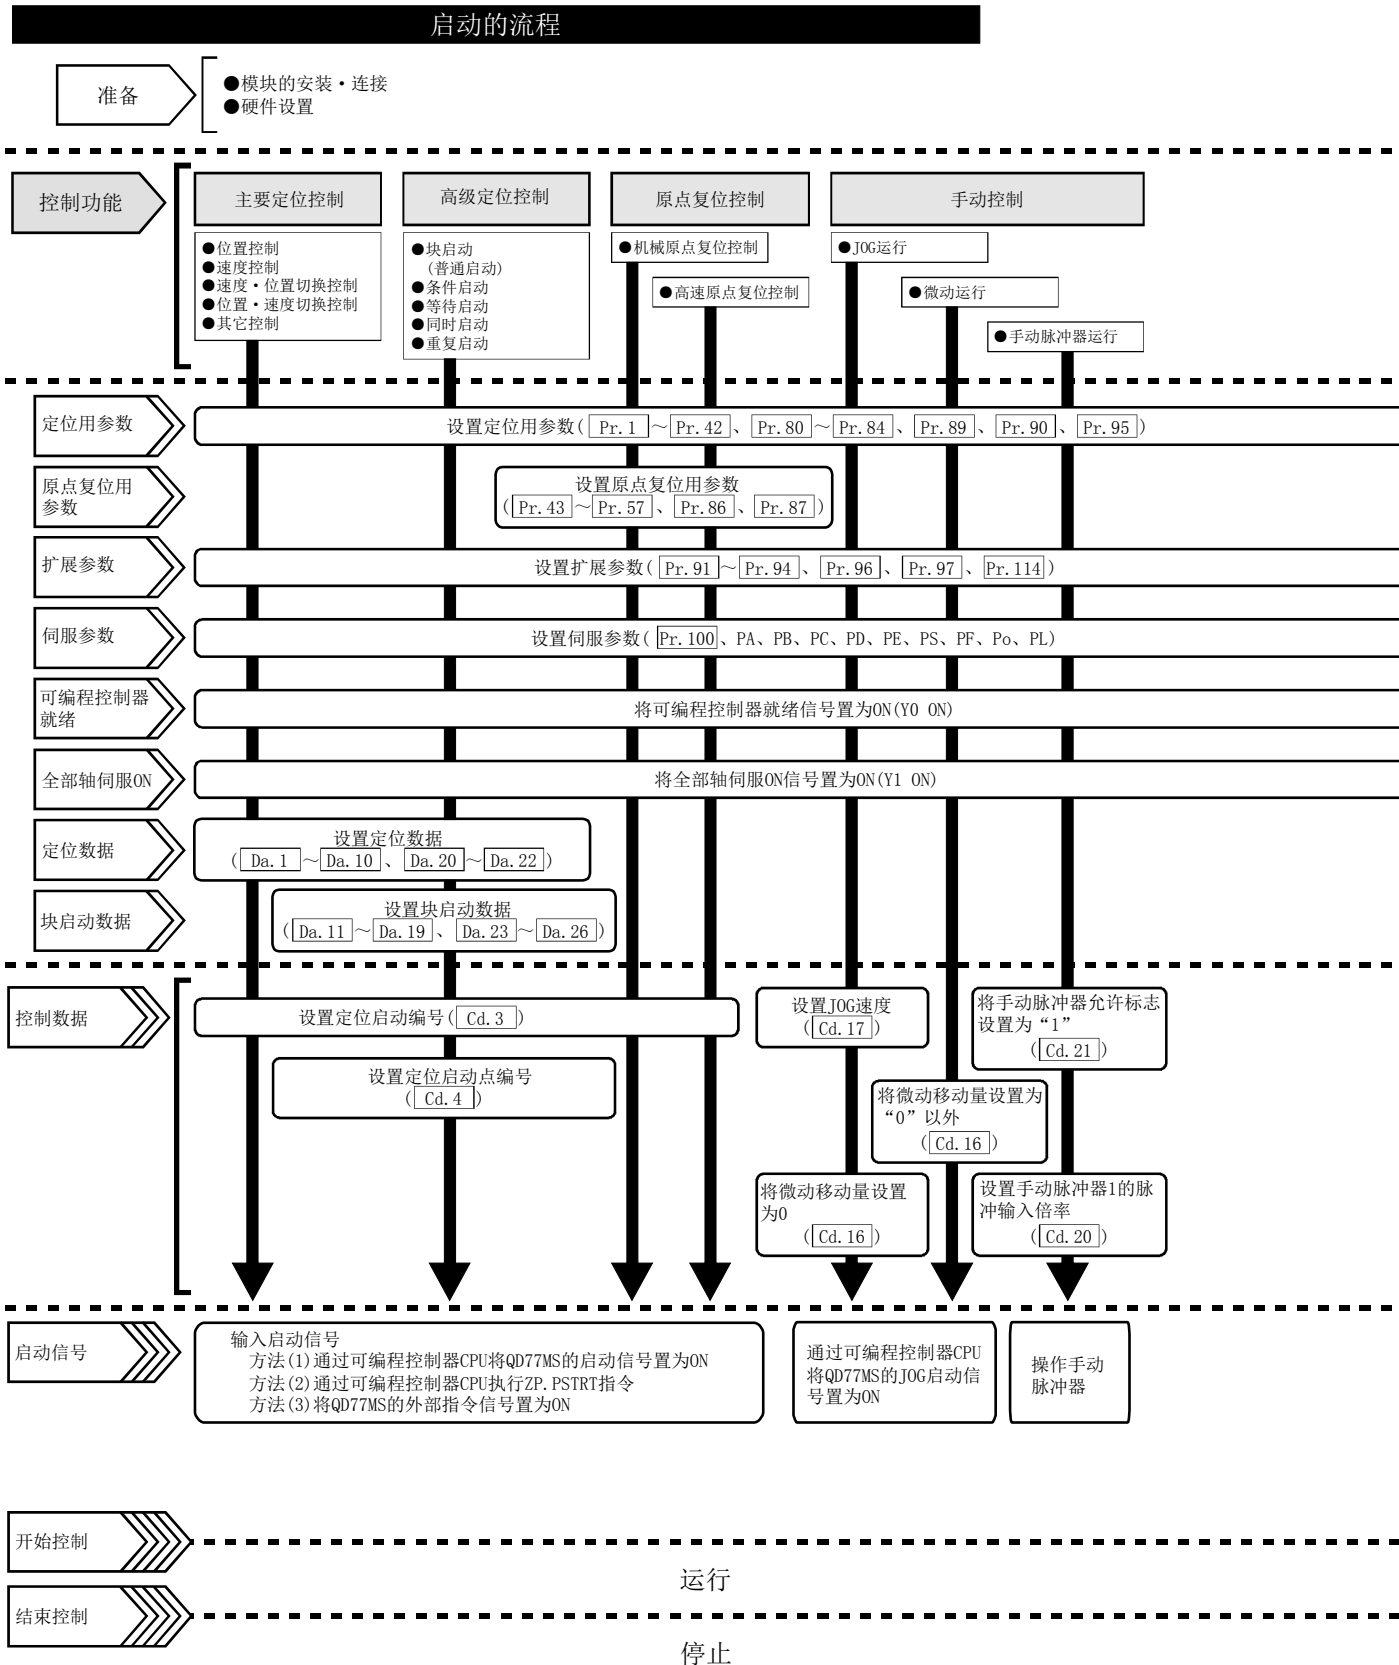 启动的流程
准备
●模块的安装・连接
●硬件设置
控制功能
主要定位控制
高级定位控制
原点复位控制
手动控制
●位置控制
●速度控制
●速度・位置切换控制
●位置・速度切换控制
●其它控制
●块启动
(普通启动)
●条件启动
●等待启动
●同时启动
●重复启动
●机械原点复位控制
●高速原点复位控制
●JOG运行
●微动运行
●手动脉冲器运行
定位用参数
设置定位用参数( Pr.1 ～ Pr.42 、 Pr.80 ～ Pr.84 、 Pr.89 、 Pr.90 、 Pr.95 )
原点复位用
参数
设置原点复位用参数
( Pr.43 ～ Pr.57 、 Pr.86 、 Pr.87 )
扩展参数
设置扩展参数( Pr.91 ～ Pr.94 、 Pr.96 、 Pr.97 、 Pr.114 )
伺服参数
设置伺服参数( Pr.100 、PA、PB、PC、PD、PE、PS、PF、Po、PL)
可编程控制器
就绪
将可编程控制器就绪信号置为ON(Y0 ON)
全部轴伺服ON
将全部轴伺服ON信号置为ON(Y1 ON)
定位数据
设置定位数据
( Da.1 ～ Da.10 、 Da.20 ～ Da.22 )
块启动数据
设置块启动数据
( Da.11 ～ Da.19 、 Da.23 ～ Da.26 )
控制数据
设置定位启动编号( Cd.3 )
设置定位启动点编号
( Cd.4 )
设置JOG速度
( Cd.17 )
将手动脉冲器允许标志
设置为“1”
( Cd.21 )
将微动移动量设置为
“0”以外
( Cd.16 )
将微动移动量设置
为0
( Cd.16 )
设置手动脉冲器1的脉
冲输入倍率
( Cd.20 )
启动信号
输入启动信号
方法(1)通过可编程控制器CPU将QD77MS的启动信号置为ON
方法(2)通过可编程控制器CPU执行ZP.PSTRT指令
方法(3)将QD77MS的外部指令信号置为ON
通过可编程控制器CPU
将QD77MS的JOG启动信
号置为ON
操作手动
脉冲器
开始控制
运行
结束控制
停止